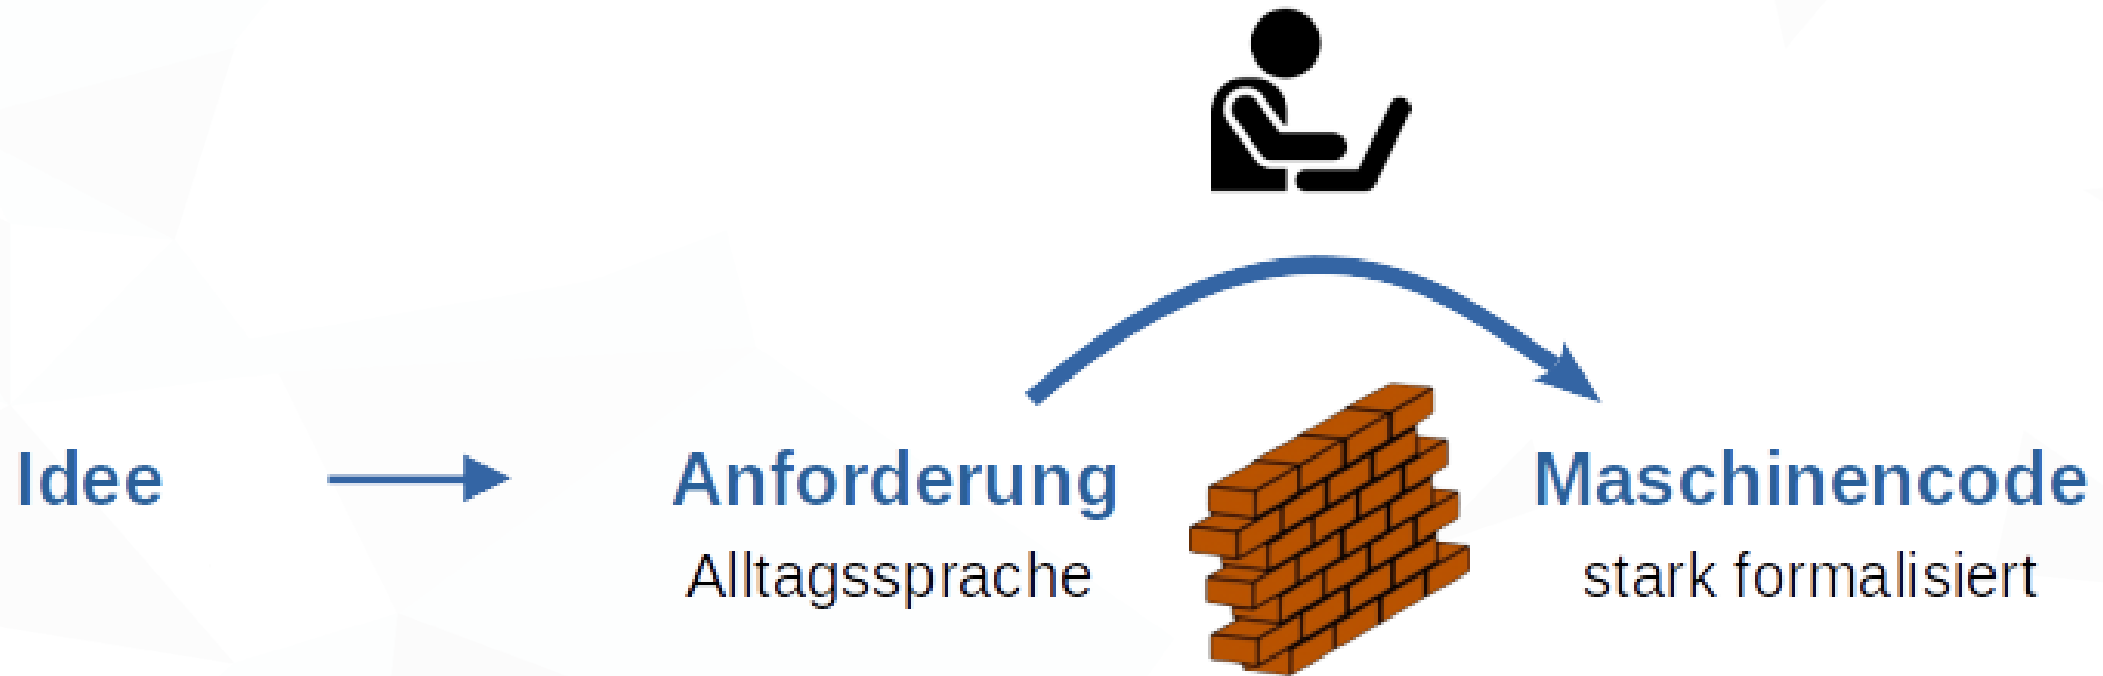 Idee
Anforderung
Maschinencode
Alltagssprache
stark formalisiert